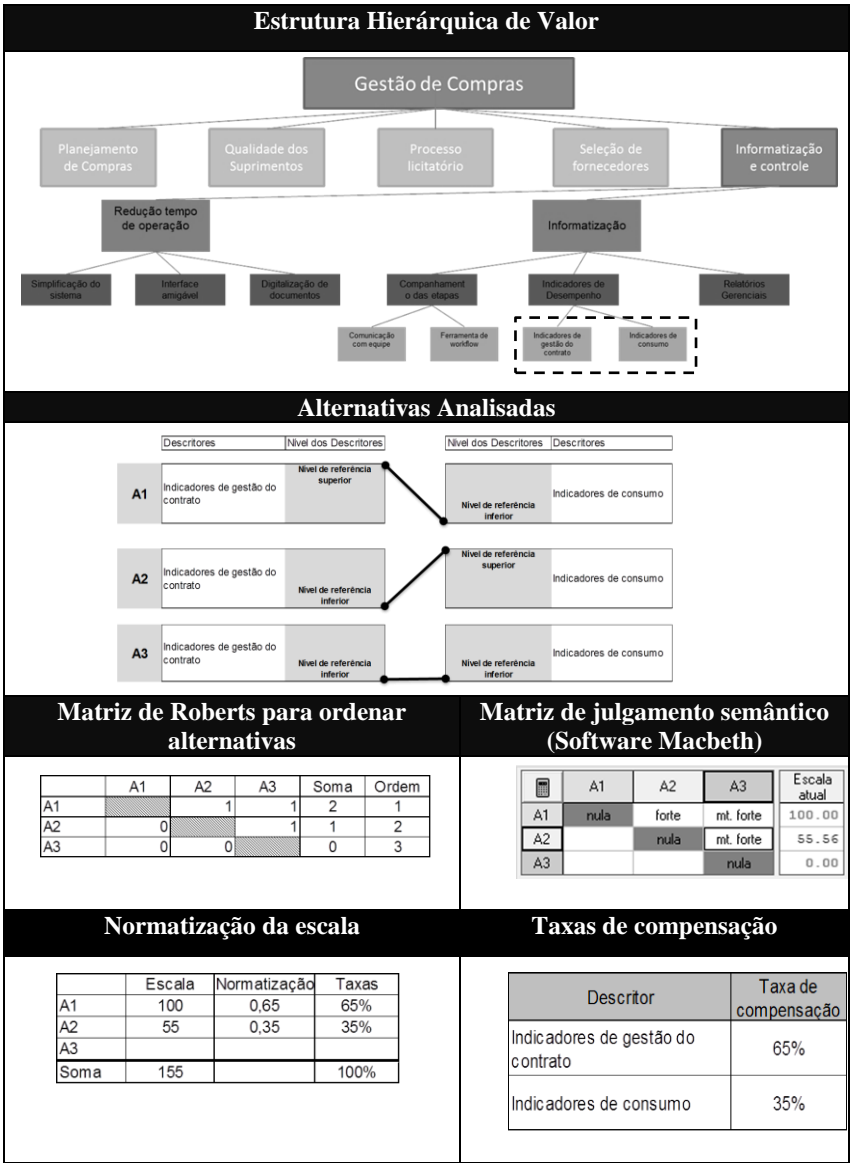 Estrutura Hierárquica de Valor
Gestão de Compras
Planejamento
de Compras
Qualidade dos
Suprimentos
Processo
licitatório
Seleção de
fornecedores
Informatização
e controle
Redução tempo
de operação
Informatização
Simplificação do
sistema
Interface
amigável
Digitalização de
documentos
Companhament
o das etapas
Indicadores de
Desempenho
Relatórios
Gerenciais
Comunicação
com equipe
Ferramenta de
workflow
Indicadores de
gestão do
contrato
Indicadores de
consumo
Alternativas Analisadas
Descritores Nivel dos Descritores Nivel dos Descritores Descritores
A1 Indicadores de gestão do
contrato
Nivel de referência
superior
Nivel de referência
inferior
Indicadores de consumo
A2 Indicadores de gestão do
contrato
Nivel de referência
inferior
Nivel de referência
superior
Indicadores de consumo
A3 Indicadores de gestão do
contrato
Nivel de referência
inferior
Nivel de referência
inferior
Indicadores de consumo
Matriz de Roberts para ordenar
alternativas
A1 A2 A3 Soma Ordem
A1 1 1 2 1
A2 0 1 1 2
A3 0 0 0 3
Matriz de julgamento semântico
(Software Macbeth)
A1 A2 A3 Escala
atual
A1 nula forte mt. forte 100.00
A2 nula mt. forte 55.56
A3 nula 0.00
Normatização da escala
Escala Normatização Taxas
A1 100 0,65 65%
A2 55 0,35 35%
A3
Soma 155 100%
Taxas de compensação
Descritor Taxa de
compensação
Indicadores de gestão do
contrato 65%
Indicadores de consumo 35%